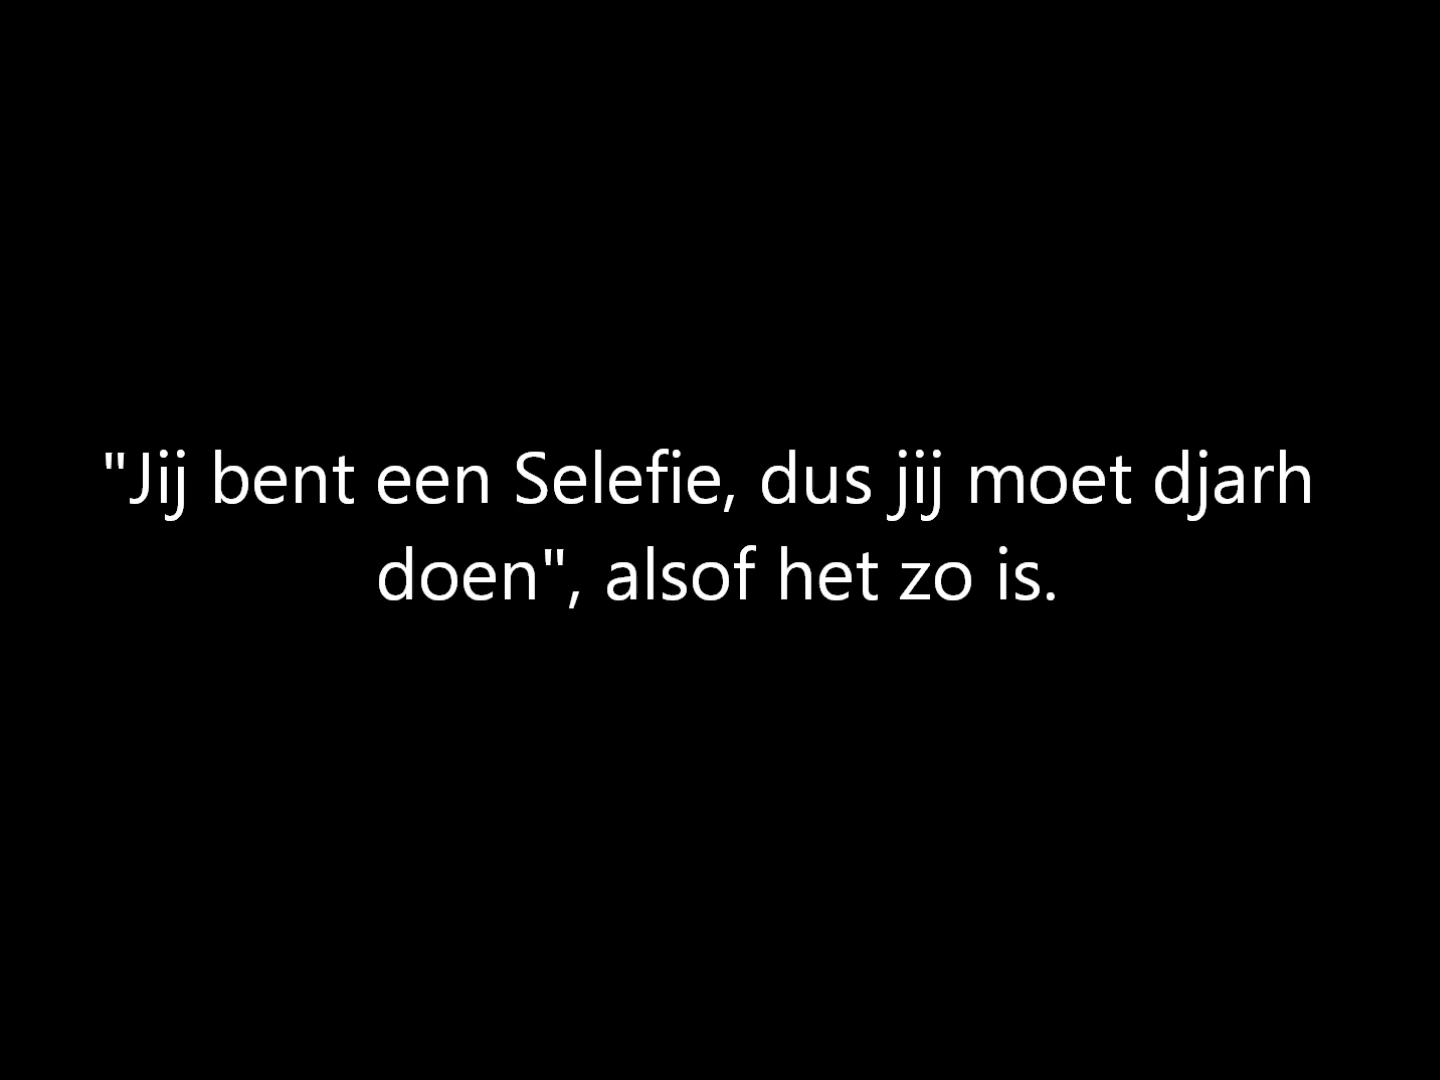 "Jij bent een Selefie, dus jij moet djarh
doen", alsof het zo is.